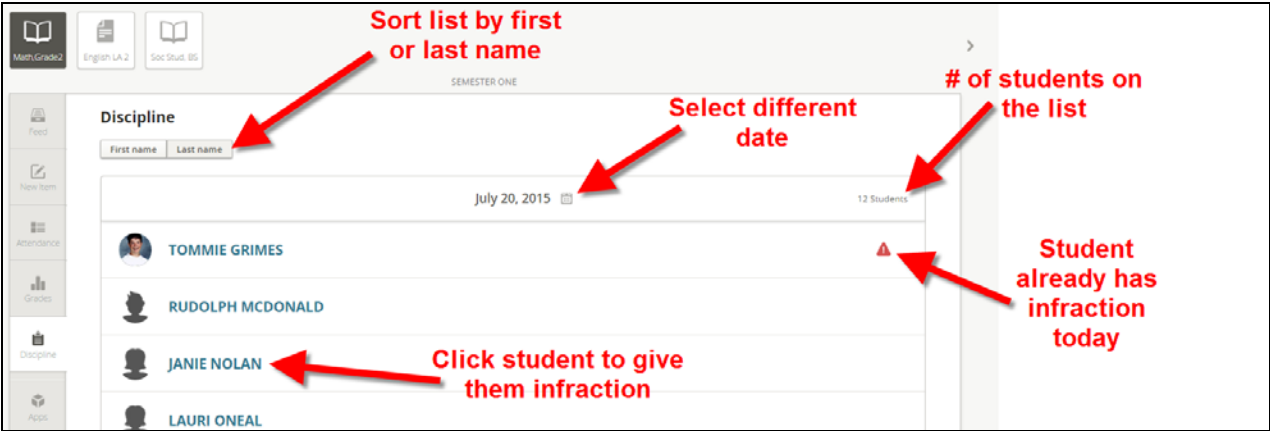 Sort list by first
or last name
Math.Grade2
English LA 2
Soc Stud, BS
SEMESTER ONE
# of students on
the list
Select different
date
Feed
Discipline
First name
Last name
New Item
July 20, 2015
12 Students
Attendance
TOMMIE GRIMES
Student
already has
infraction
today
Grades
RUDOLPH MCDONALD
Discipline
JANIE NOLAN
Click student to give
them infraction
Apps
LAURI ONEAL